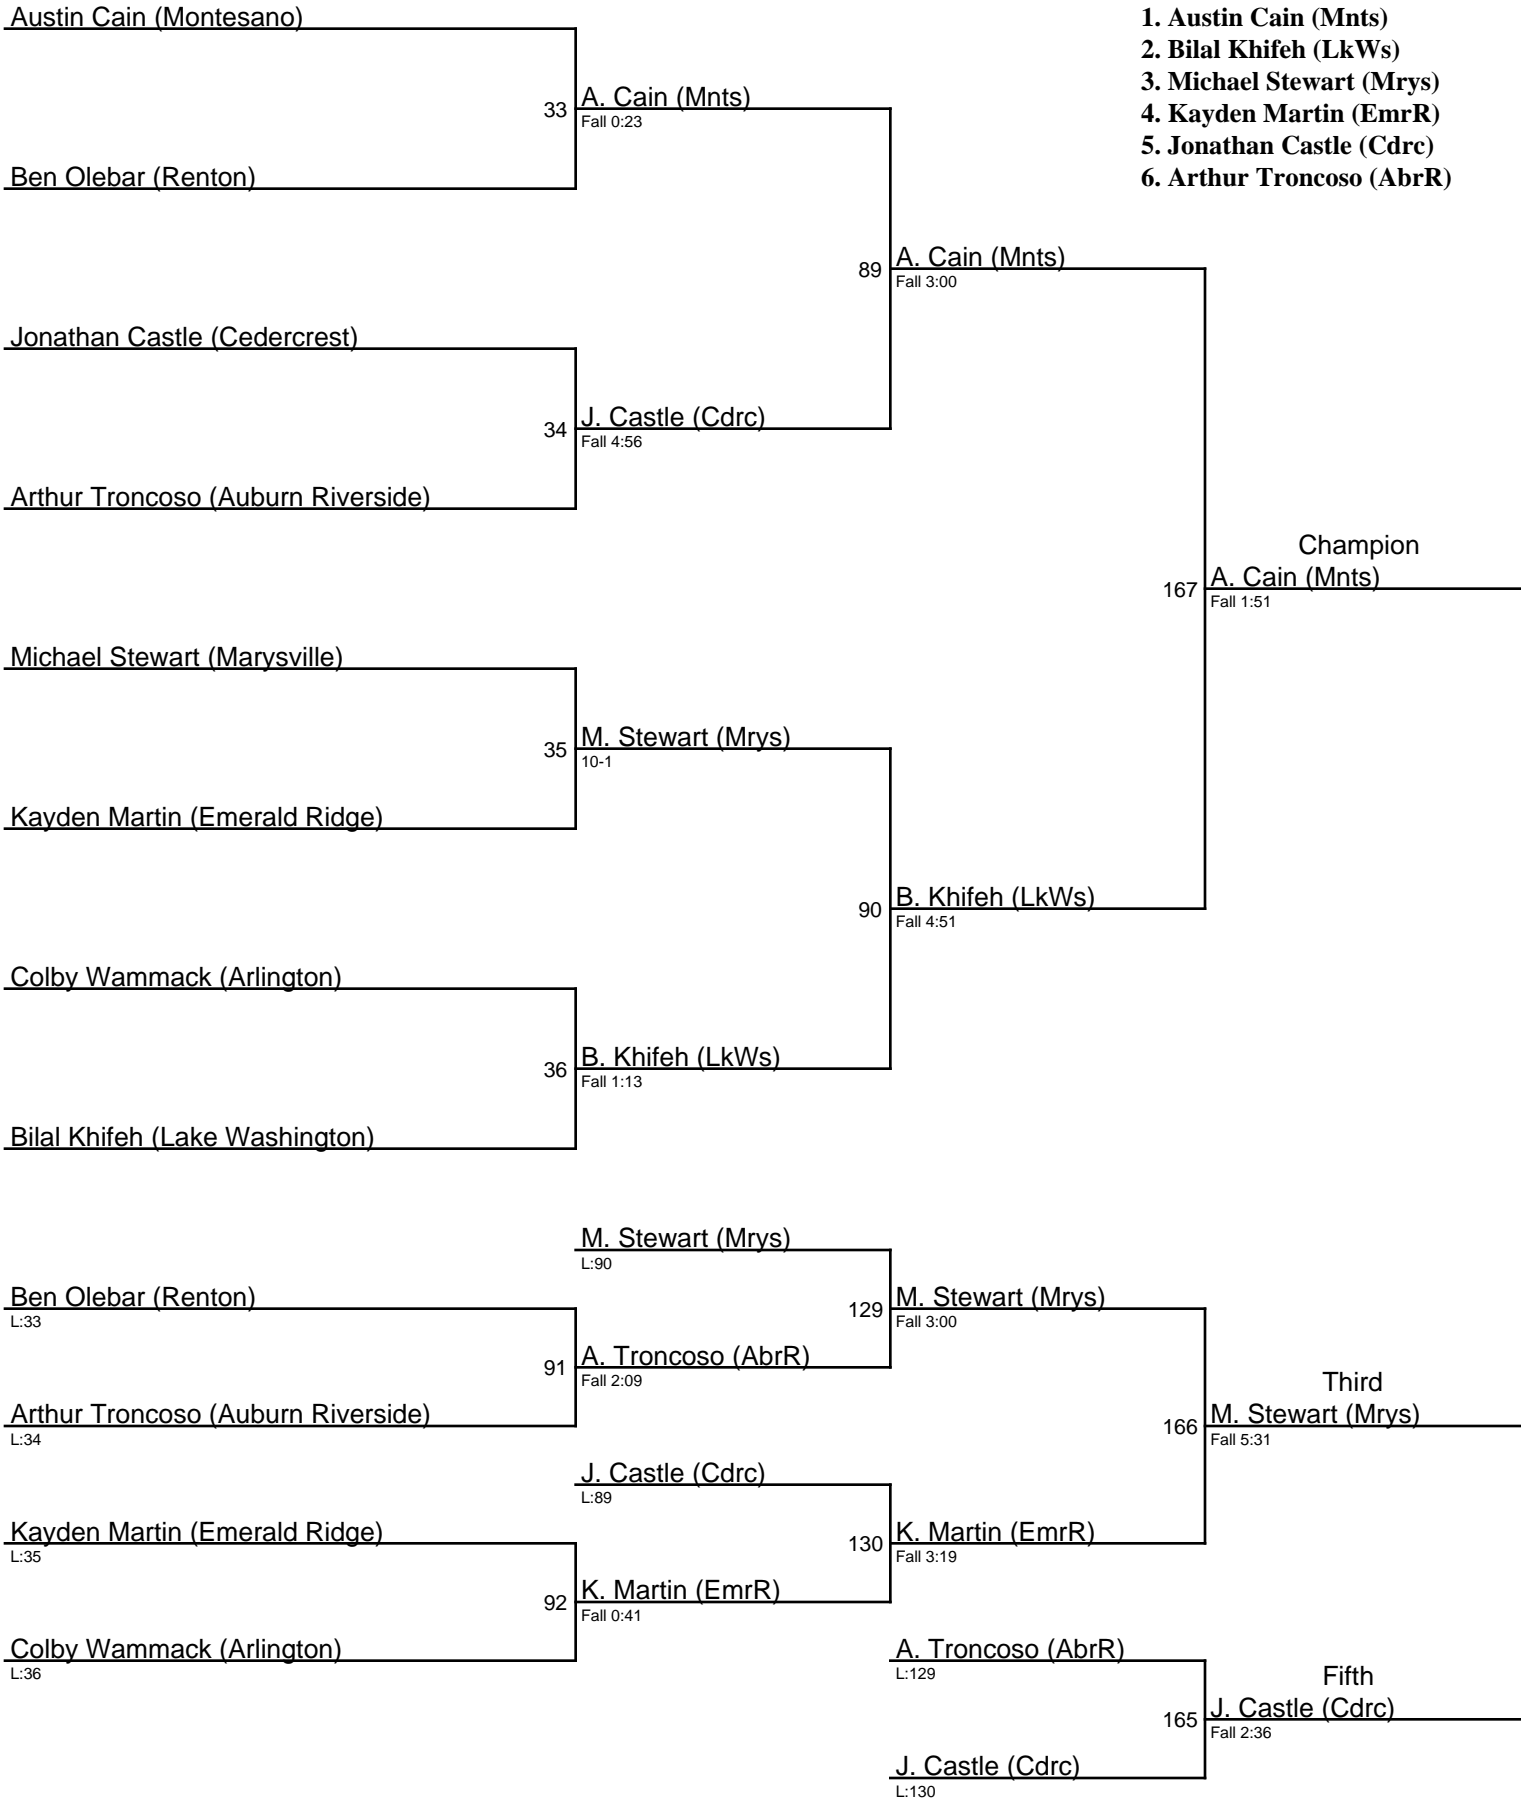 Austin Cain (Montesano)
1. Austin Cain (Mnts)
2. Bilal Khifeh (LkWs)
3. Michael Stewart (Mrys)
4. Kayden Martin (EmrR)
5. Jonathan Castle (Cdrc)
6. Arthur Troncoso (AbrR)
33
A. Cain (Mnts)
Fall 0:23
Ben Olebar (Renton)
89
A. Cain (Mnts)
Fall 3:00
Jonathan Castle (Cedercrest)
34
J. Castle (Cdrc)
Fall 4:56
Arthur Troncoso (Auburn Riverside)
Champion
167
A. Cain (Mnts)
Fall 1:51
Michael Stewart (Marysville)
35
M. Stewart (Mrys)
10-1
Kayden Martin (Emerald Ridge)
90
B. Khifeh (LkWs)
Fall 4:51
Colby Wammack (Arlington)
36
B. Khifeh (LkWs)
Fall 1:13
Bilal Khifeh (Lake Washington)
M. Stewart (Mrys)
L:90
Ben Olebar (Renton)
L:33
129
M. Stewart (Mrys)
Fall 3:00
91
A. Troncoso (AbrR)
Fall 2:09
Arthur Troncoso (Auburn Riverside)
L:34
Third
166
M. Stewart (Mrys)
Fall 5:31
J. Castle (Cdrc)
L:89
Kayden Martin (Emerald Ridge)
L:35
130
K. Martin (EmrR)
Fall 3:19
92
K. Martin (EmrR)
Fall 0:41
Colby Wammack (Arlington)
L:36
A. Troncoso (AbrR)
L:129
Fifth
165
J. Castle (Cdrc)
Fall 2:36
J. Castle (Cdrc)
L:130